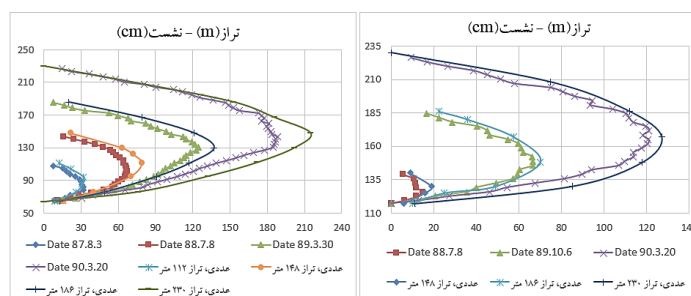 تراز(m) – نشست(cm)
250
210
170
130
90
50
0 30 60 90 120 150 180 210 240
Date 87.8.3 Date 88.7.8 Date 89.3.30
Date 90.3.20 عددی، تراز ۱۱۲ متر عددی، تراز ۱۴۸ متر
عددی، تراز ۱۸۶ متر عددی، تراز ۲۳۰ متر
تراز(m) – نشست(cm)
235
210
185
160
135
110
0 20 40 60 80 100 120 140
Date 88.7.8 Date 89.10.6 Date 90.3.20
عددی، تراز ۱۴۸ متر عددی، تراز ۱۸۶ متر عددی، تراز ۲۳۰ متر